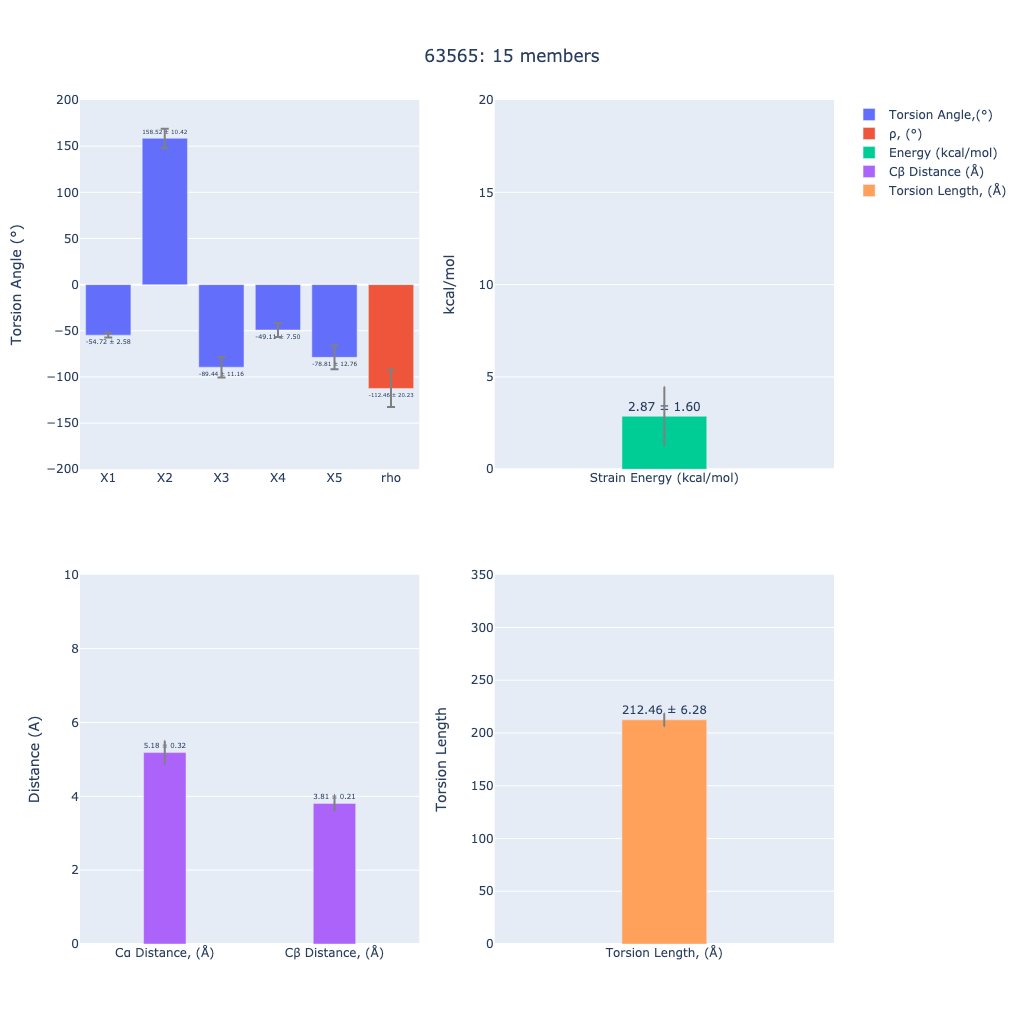 63565: 15 members
200
150
100
50
0
−50
−100
−150
−200
Torsion Angle (°)
158.52 ± 10.42
-54.72 ± 2.58
-89.44 ± 11.16
-49.11 ± 7.50
-78.81 ± 12.76
-112.46 ± 20.23
X1 X2 X3 X4 X5 rho
20
15
10
5
0
kcal/mol
2.87 ± 1.60
Strain Energy (kcal/mol)
Torsion Angle,(°)
ρ, (°)
Energy (kcal/mol)
Cβ Distance (Å)
Torsion Length, (Å)
10
8
6
4
2
0
Distance (A)
5.18 ± 0.32
3.81 ± 0.21
Cα Distance, (Å) Cβ Distance, (Å)
350
300
250
200
150
100
50
0
Torsion Length
212.46 ± 6.28
Torsion Length, (Å)